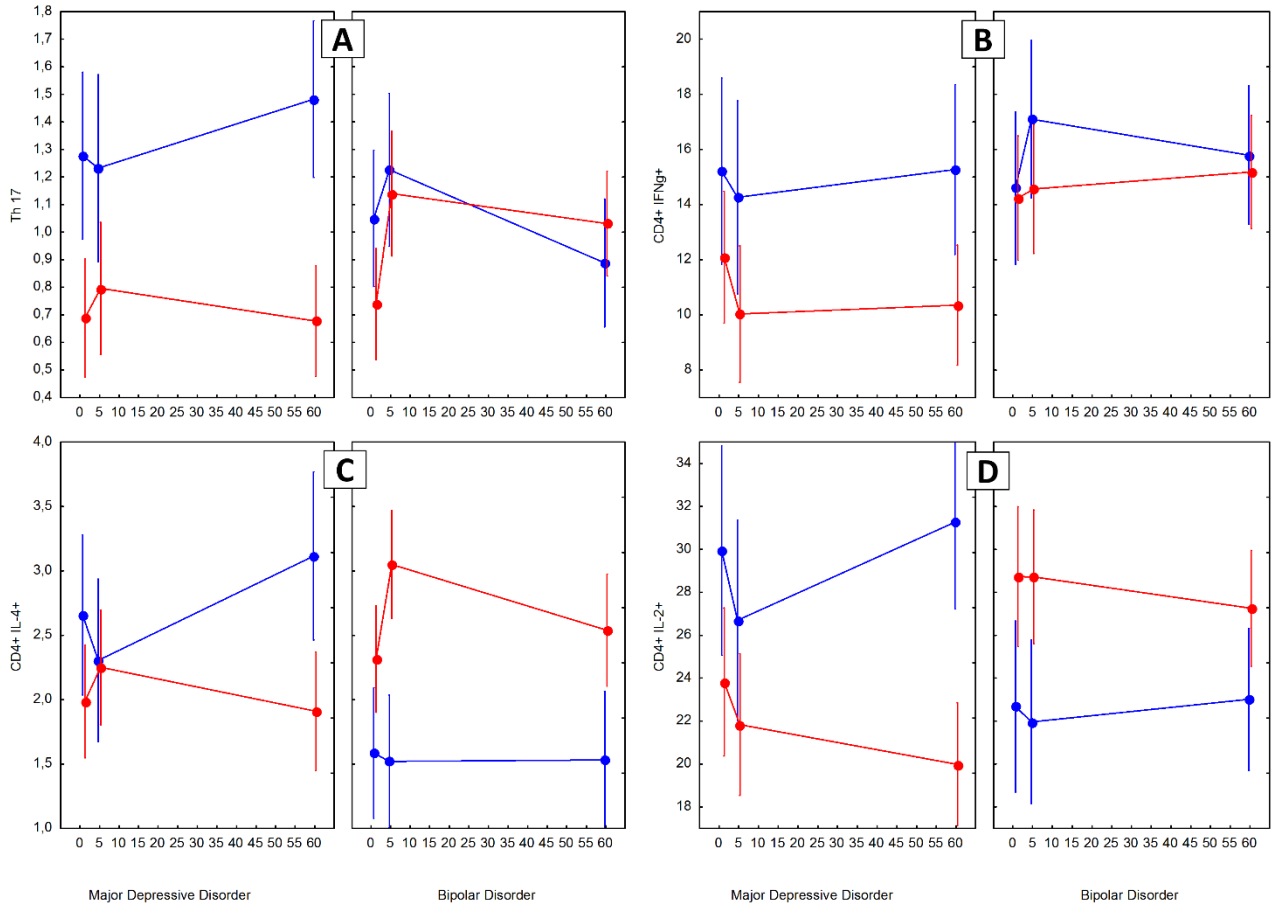 A
Th 17
1,8
1,7
1,6
1,5
1,4
1,3
1,2
1,1
1,0
0,9
0,8
0,7
0,6
0,5
0,4
0 5 10 15 20 25 30 35 40 45 50 55 60
0 5 10 15 20 25 30 35 40 45 50 55 60
B
CD4+ IFNg+
20
18
16
14
12
10
8
0 5 10 15 20 25 30 35 40 45 50 55 60
0 5 10 15 20 25 30 35 40 45 50 55 60
C
CD4+ IL-4+
4,0
3,5
3,0
2,5
2,0
1,5
1,0
0 5 10 15 20 25 30 35 40 45 50 55 60
0 5 10 15 20 25 30 35 40 45 50 55 60
Major Depressive Disorder
Bipolar Disorder
D
CD4+ IL-2+
34
32
30
28
26
24
22
20
18
0 5 10 15 20 25 30 35 40 45 50 55 60
0 5 10 15 20 25 30 35 40 45 50 55 60
Major Depressive Disorder
Bipolar Disorder